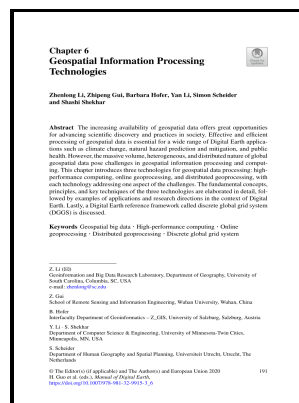 Chapter 6
Geospatial Information Processing
Technologies
Zhenlong Li, Zhipeng Gui, Barbara Hofer, Yan Li, Simon Scheider
and Shashi Shekhar
Abstract The increasing availability of geospatial data offers great opportunities
for advancing scientific discovery and practices in society. Effective and efficient
processing of geospatial data is essential for a wide range of Digital Earth applica-
tions such as climate change, natural hazard prediction and mitigation, and public
health. However, the massive volume, heterogeneous, and distributed nature of global
geospatial data pose challenges in geospatial information processing and comput-
ing. This chapter introduces three technologies for geospatial data processing: high-
performance computing, online geoprocessing, and distributed geoprocessing, with
each technology addressing one aspect of the challenges. The fundamental concepts,
principles, and key techniques of the three technologies are elaborated in detail, fol-
lowed by examples of applications and research directions in the context of Digital
Earth. Lastly, a Digital Earth reference framework called discrete global grid system
(DGGS) is discussed.
Keywords Geospatial big data · High-performance computing · Online
geoprocessing · Distributed geoprocessing · Discrete global grid system
Z. Li (✉)
Geoinformation and Big Data Research Laboratory, Department of Geography, University of
South Carolina, Columbia, SC, USA
e-mail: zhenlong@sc.edu
Z. Gui
School of Remote Sensing and Information Engineering, Wuhan University, Wuhan, China
B. Hofer
Interfaculty Department of Geoinformatics – Z_GIS, University of Salzburg, Salzburg, Austria
Y. Li · S. Shekhar
Department of Computer Science & Engineering, University of Minnesota-Twin Cities,
Minneapolis, MN, USA
S. Scheider
Department of Human Geography and Spatial Planning, Universiteit Utrecht, Utrecht, The
Netherlands
© The Editor(s) (if applicable) and The Author(s) and European Union 2020 191
H. Guo et al. (eds.), Manual of Digital Earth,
https://doi.org/10.1007/978-981-32-9915-3_6